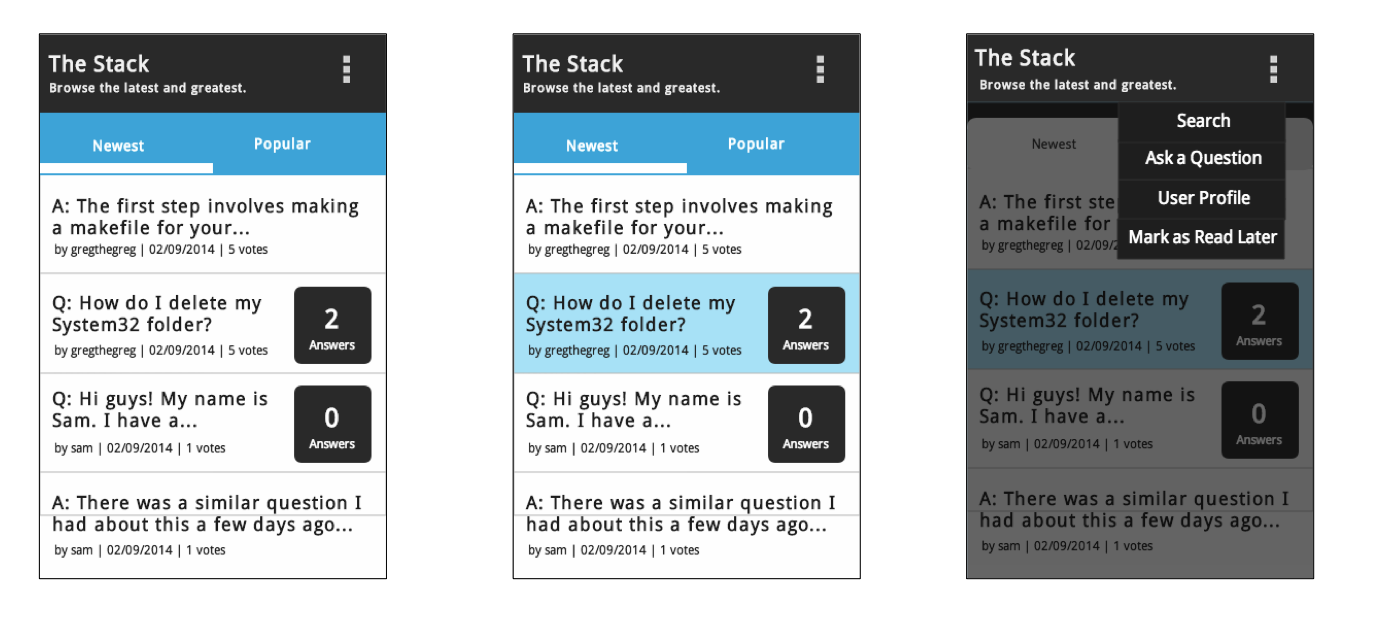 The Stack
Browse the latest and greatest.
Newest
Popular
A: The first step involves making
a makefile for your...
by gregthegreg | 02/09/2014 | 5 votes
Q: How do I delete my
System32 folder?
by gregthegreg | 02/09/2014 | 5 votes
2
Answers
Q: Hi guys! My name is
Sam. I have a...
by sam | 02/09/2014 | 1 votes
0
Answers
A: There was a similar question I
had about this a few days ago...
by sam | 02/09/2014 | 1 votes
The Stack
Browse the latest and greatest.
Newest
Popular
A: The first step involves making
a makefile for your...
by gregthegreg | 02/09/2014 | 5 votes
Q: How do I delete my
System32 folder?
by gregthegreg | 02/09/2014 | 5 votes
2
Answers
Q: Hi guys! My name is
Sam. I have a...
by sam | 02/09/2014 | 1 votes
0
Answers
A: There was a similar question I
had about this a few days ago...
by sam | 02/09/2014 | 1 votes
The Stack
Browse the latest and greatest.
Search
Ask a Question
User Profile
Mark as Read Later
Newest
A: The first ste
a makefile for
by gregthegreg | 02/09/2
Q: How do I delete my
System32 folder?
by gregthegreg | 02/09/2014 | 5 votes
2
Answers
Q: Hi guys! My name is
Sam. I have a...
by sam | 02/09/2014 | 1 votes
0
Answers
A: There was a similar question I
had about this a few days ago...
by sam | 02/09/2014 | 1 votes